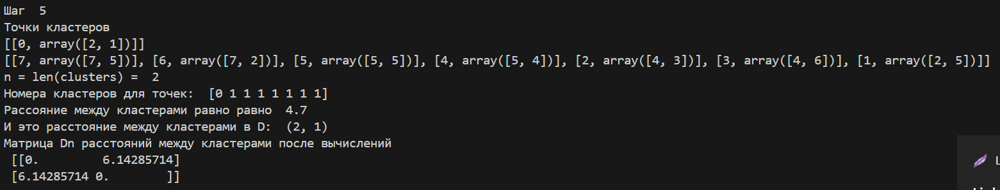 Шаг  5
Точки кластеров
[[0, array([2, 1])]]
[[7, array([7, 5])], [6, array([7, 2])], [5, array([5, 5])], [4, array([5, 4])], [2, array([4, 3])], [3, array([4, 6])], [1, array([2, 5])]]
n = len(clusters) =  2
Номера кластеров для точек:  [0 1 1 1 1 1 1 1]
Рассояние между кластерами равно равно  4.7
И это расстояние между кластерами в D:  (2, 1)
Матрица Dn расстояний между кластерами после вычислений
 [[0.         6.14285714]
 [6.14285714 0.        ]]